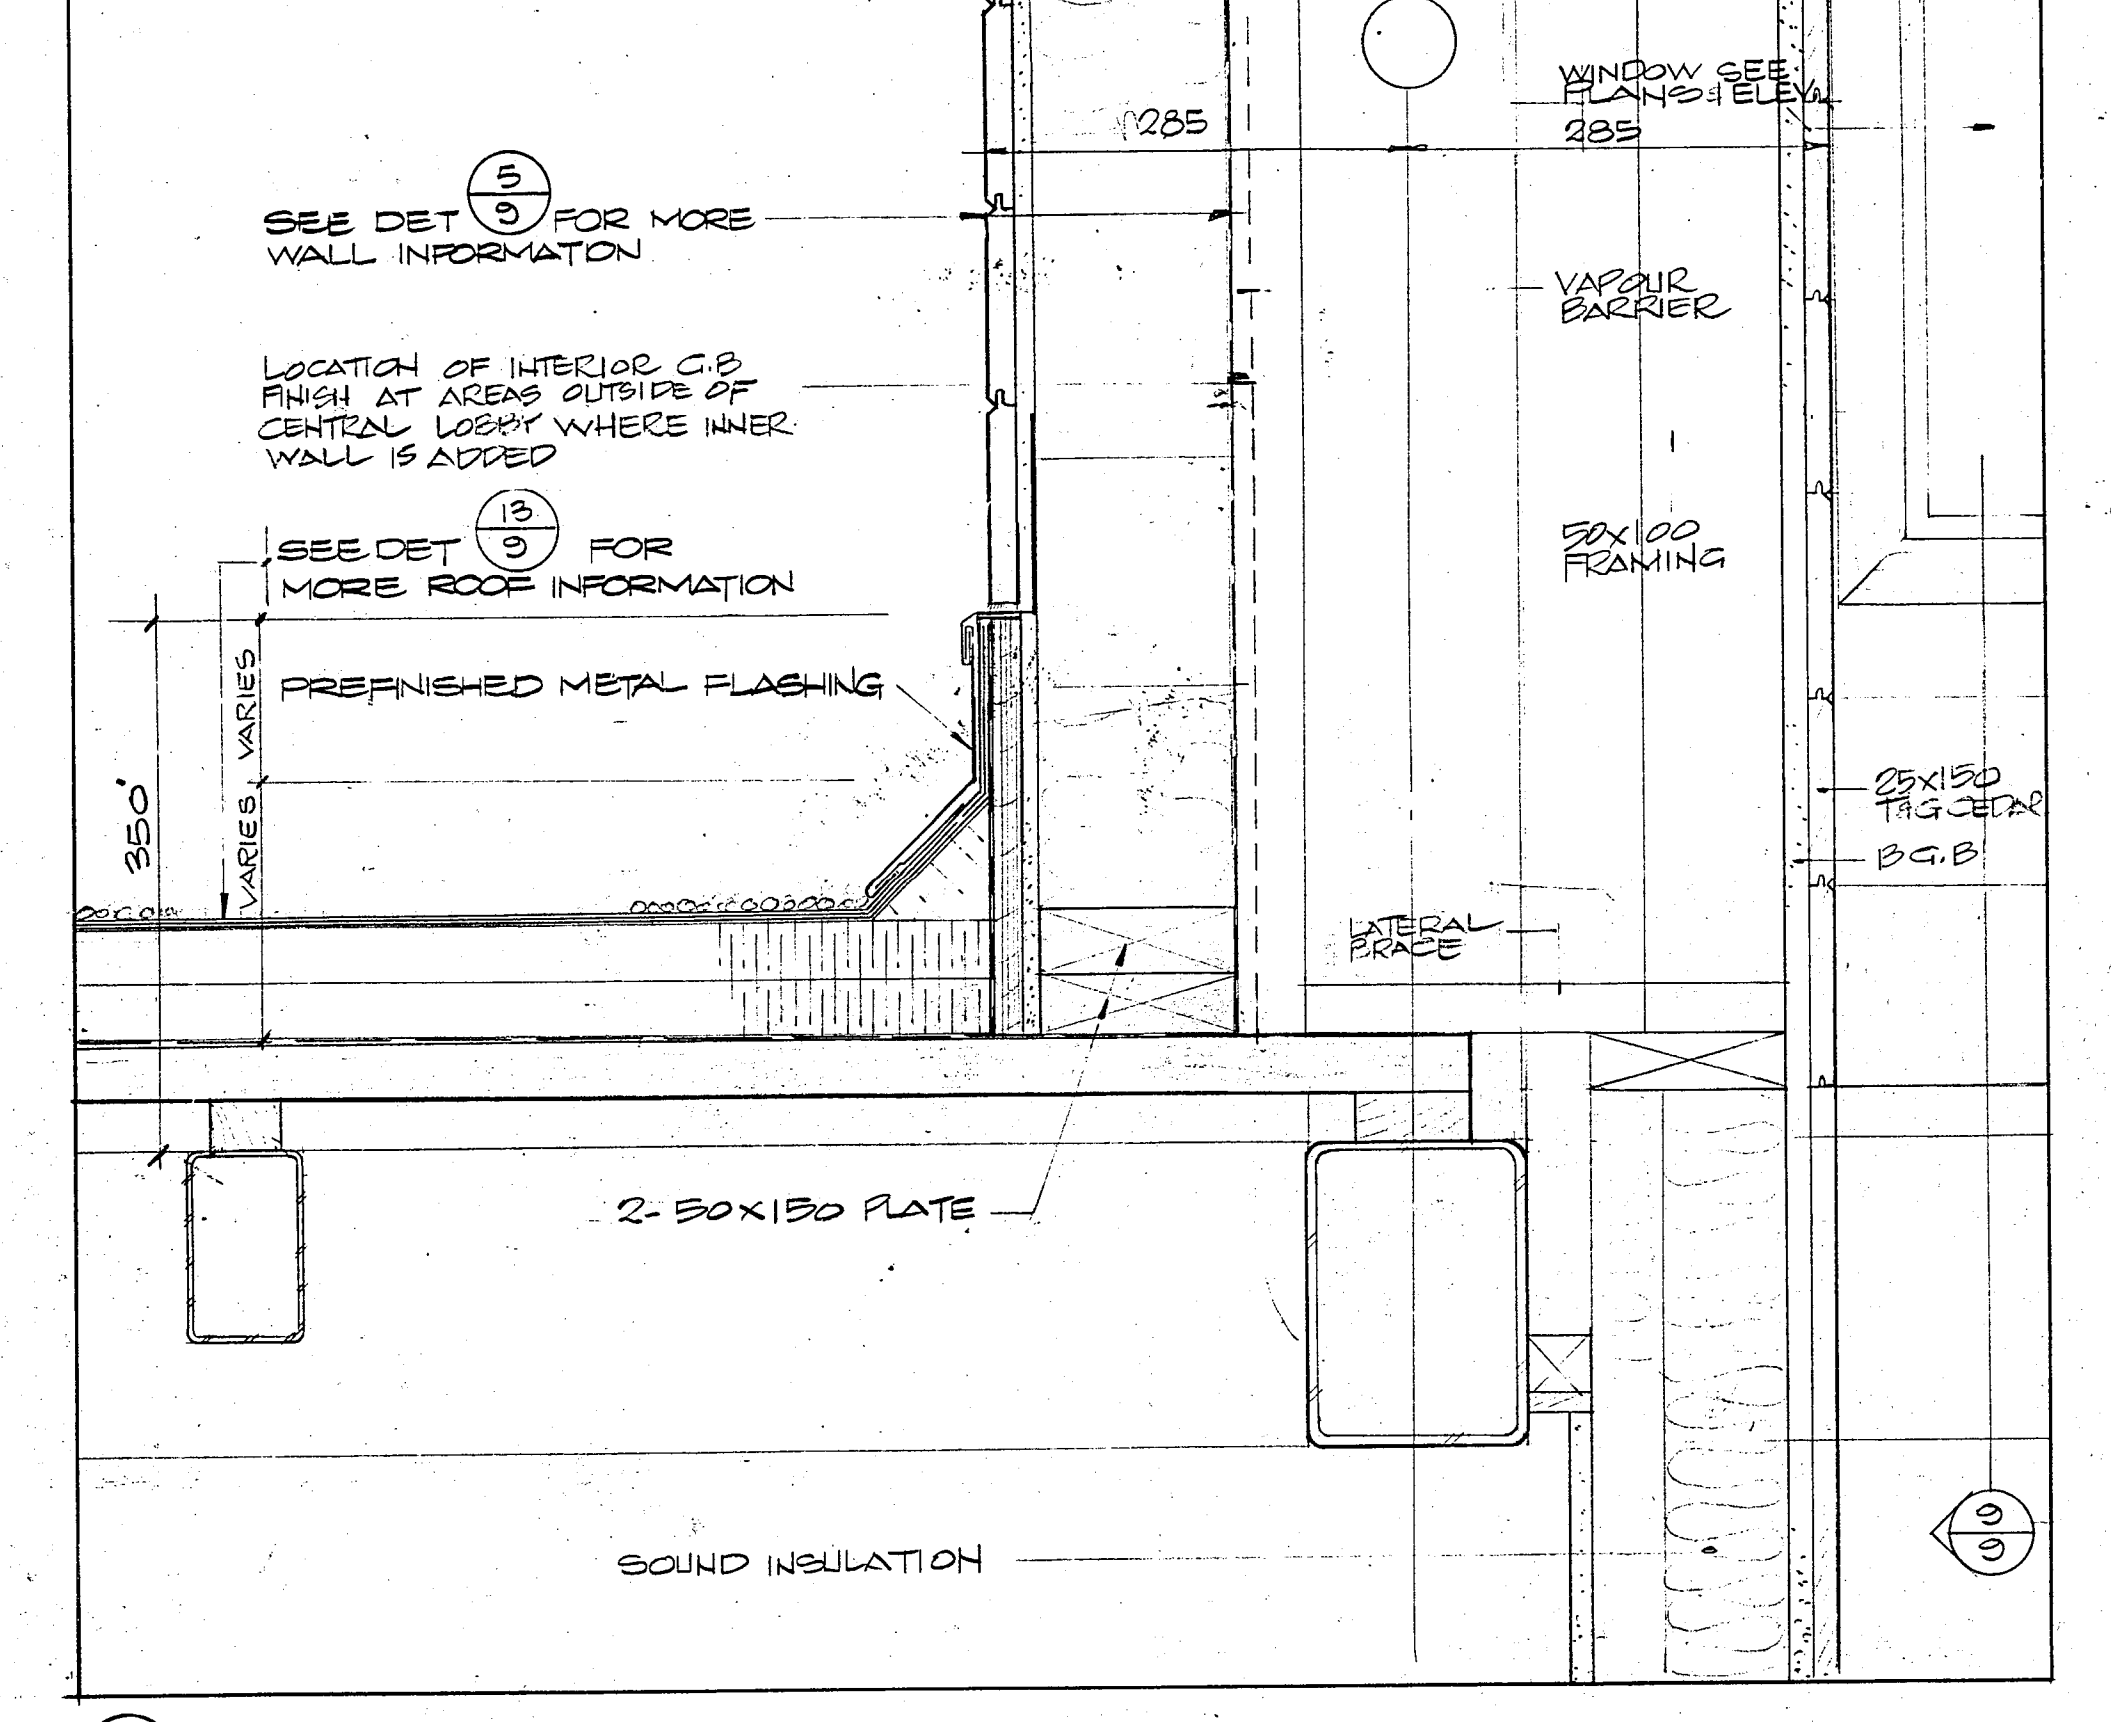 WINDOW SEE
PLANS & ELEV.
285
285
5
9
SEE DET FOR MORE
WALL INFORMATION
VAPOUR
BARRIER
LOCATION OF INTERIOR G.B
FINISH AT AREAS OUTSIDE OF
CENTRAL LOBBY WHERE INNER
WALL IS ADDED
13
9
SEE DET FOR
MORE ROOF INFORMATION
50x100
FRAMING
PREFINISHED METAL FLASHING
VARIES
VARIES
350
25x150
T&G CEDAR
B G.B
LATERAL
BRACE
2-50x150 PLATE
SOUND INSULATION
9
9